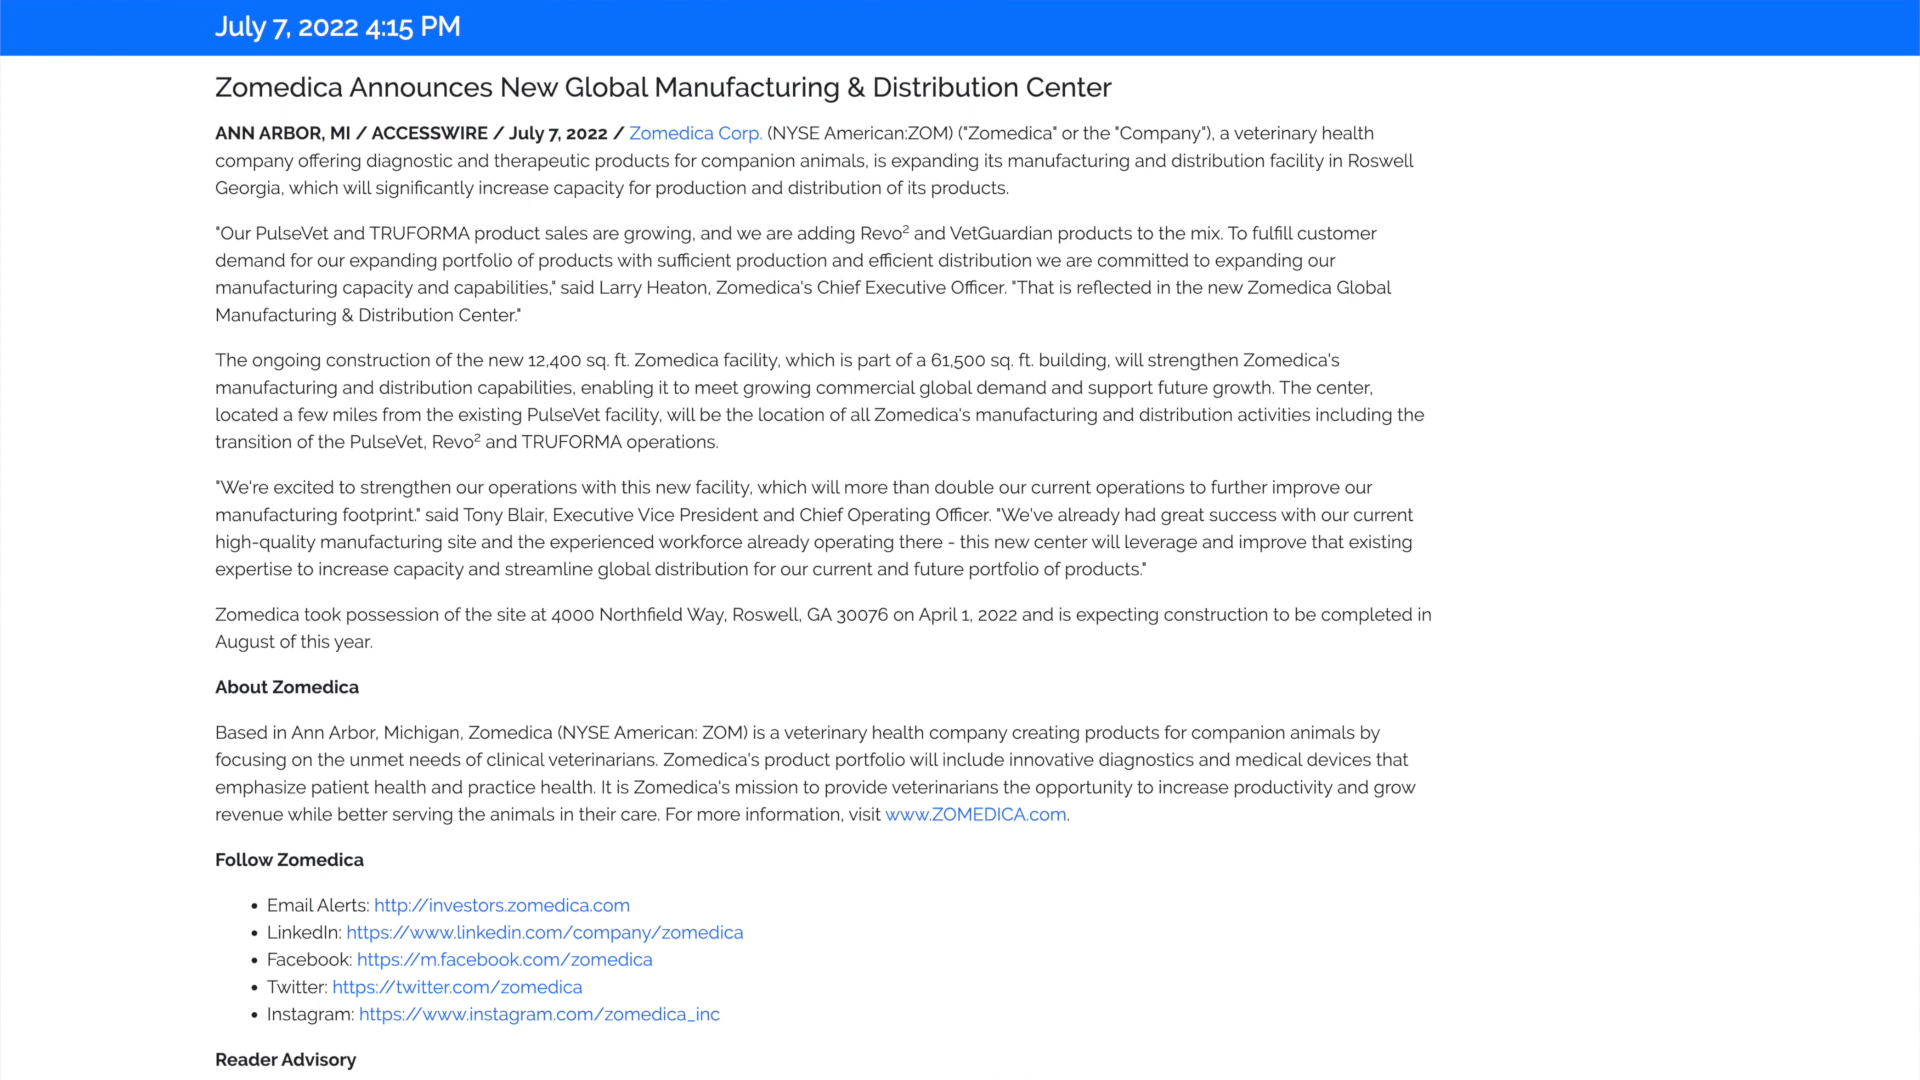 July 7, 2022 4:15 PM
Zomedica Announces New Global Manufacturing & Distribution Center
ANN ARBOR, MI / ACCESSWIRE / July 7, 2022 / Zomedica Corp. (NYSE American:ZOM) ("Zomedica" or the "Company"), a veterinary health
company offering diagnostic and therapeutic products for companion animals, is expanding its manufacturing and distribution facility in Roswell
Georgia, which will significantly increase capacity for production and distribution of its products.
"Our PulseVet and TRUFORMA product sales are growing, and we are adding Revo² and VetGuardian products to the mix. To fulfill customer
demand for our expanding portfolio of products with sufficient production and efficient distribution we are committed to expanding our
manufacturing capacity and capabilities," said Larry Heaton, Zomedica's Chief Executive Officer. "That is reflected in the new Zomedica Global
Manufacturing & Distribution Center."
The ongoing construction of the new 12,400 sq. ft. Zomedica facility, which is part of a 61,500 sq. ft. building, will strengthen Zomedica's
manufacturing and distribution capabilities, enabling it to meet growing commercial global demand and support future growth. The center,
located a few miles from the existing PulseVet facility, will be the location of all Zomedica's manufacturing and distribution activities including the
transition of the PulseVet, Revo² and TRUFORMA operations.
"We're excited to strengthen our operations with this new facility, which will more than double our current operations to further improve our
manufacturing footprint." said Tony Blair, Executive Vice President and Chief Operating Officer. "We've already had great success with our current
high-quality manufacturing site and the experienced workforce already operating there - this new center will leverage and improve that existing
expertise to increase capacity and streamline global distribution for our current and future portfolio of products."
Zomedica took possession of the site at 4000 Northfield Way, Roswell, GA 30076 on April 1, 2022 and is expecting construction to be completed in
August of this year.
About Zomedica
Based in Ann Arbor, Michigan, Zomedica (NYSE American: ZOM) is a veterinary health company creating products for companion animals by
focusing on the unmet needs of clinical veterinarians. Zomedica's product portfolio will include innovative diagnostics and medical devices that
emphasize patient health and practice health. It is Zomedica's mission to provide veterinarians the opportunity to increase productivity and grow
revenue while better serving the animals in their care. For more information, visit www.ZOMEDICA.com.
Follow Zomedica
• Email Alerts: http://investors.zomedica.com
• LinkedIn: https://www.linkedin.com/company/zomedica
• Facebook: https://m.facebook.com/zomedica
• Twitter: https://twitter.com/zomedica
• Instagram: https://www.instagram.com/zomedica_inc
Reader Advisory